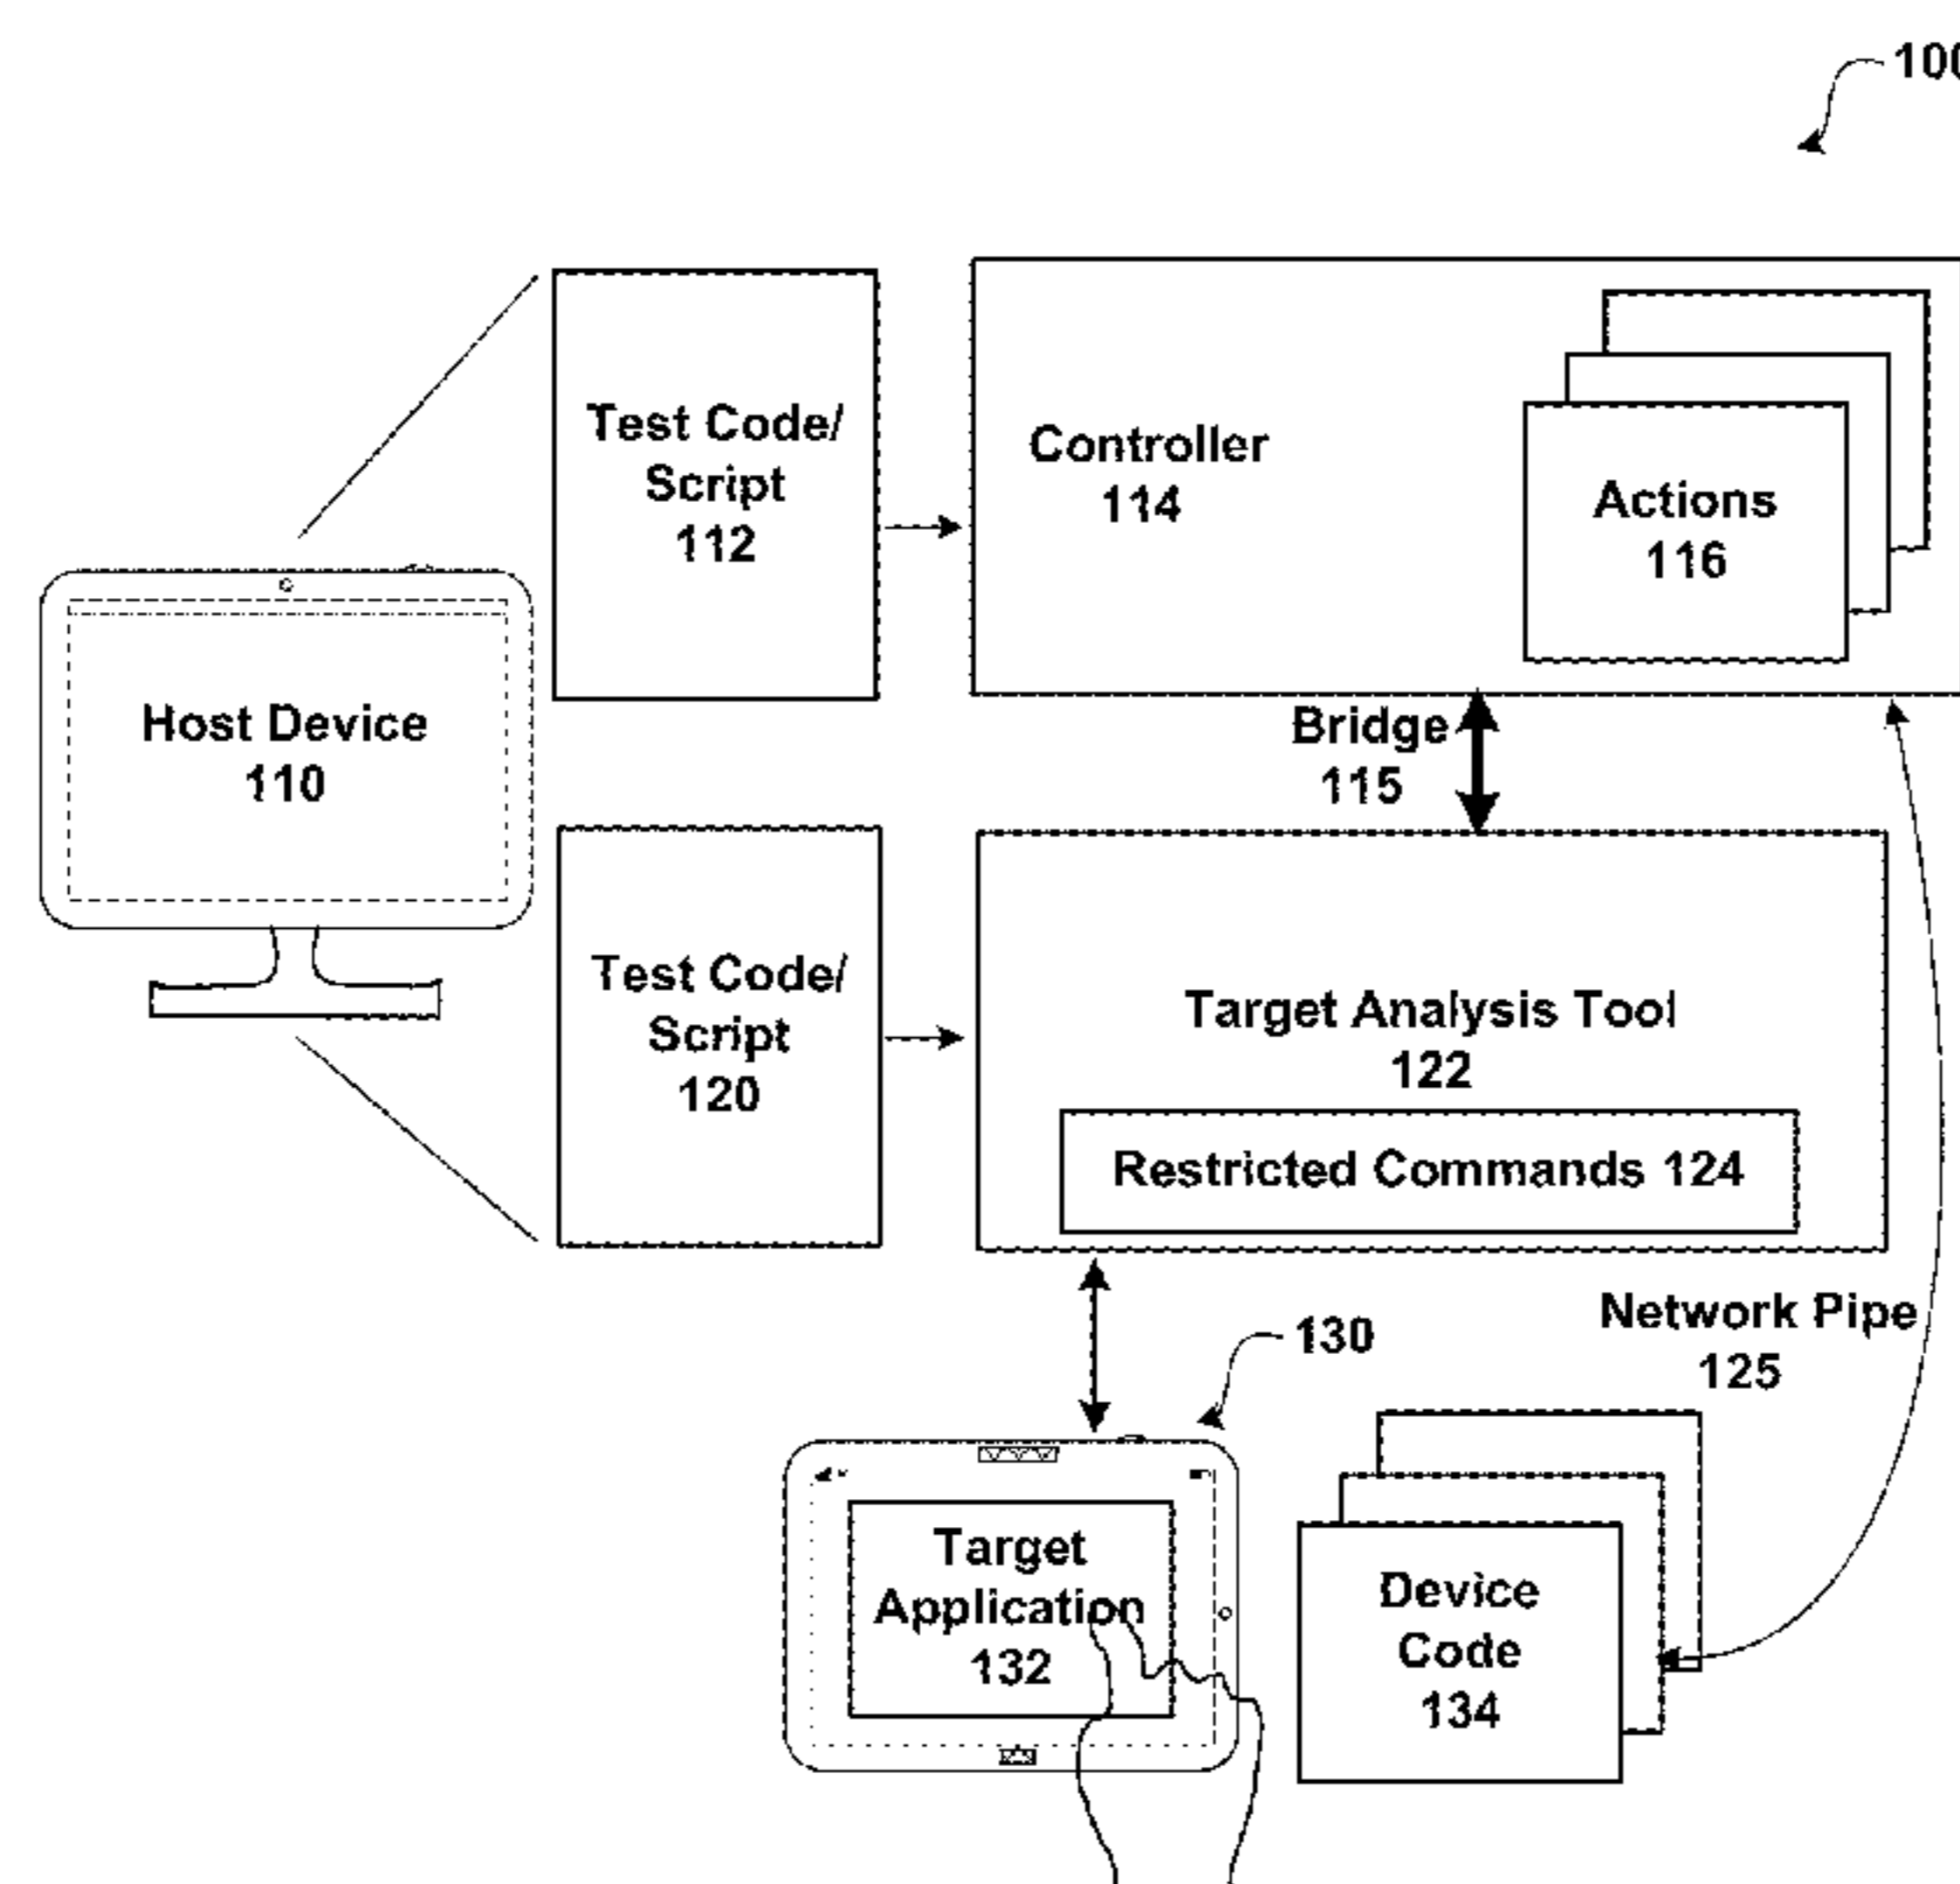 100
Test Code/
Script
112
Controller
114
Actions
116
Host Device
110
Bridge
115
Test Code/
Script
120
Target Analysis Tool
122
Restricted Commands 124
Network Pipe
125
130
Target
Application
132
Device
Code
134